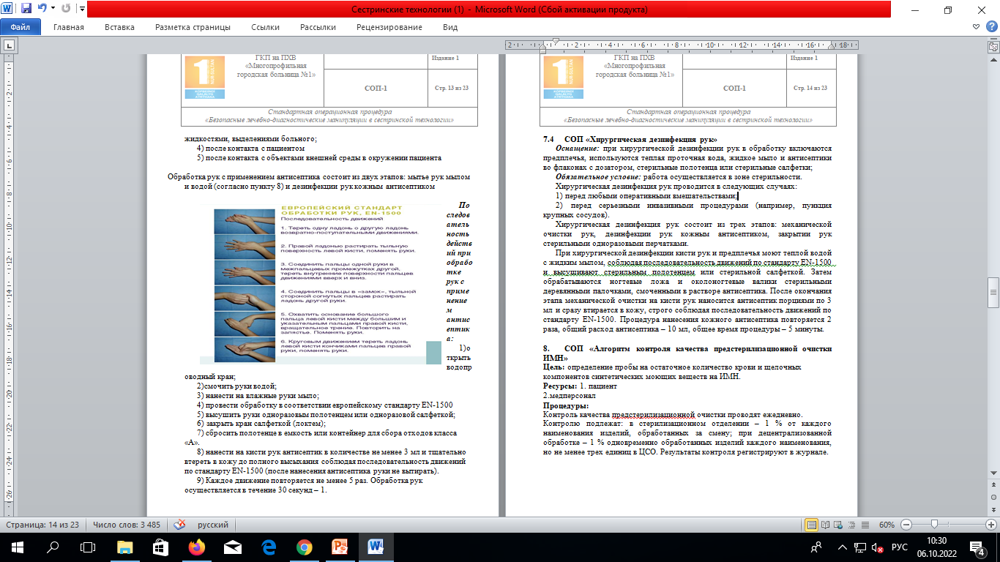 Сестринские технологии (1) - Microsoft Word (Сбой активации продукта)
Файл Главная Вставка Разметка страницы Ссылки Рассылки Рецензирование Вид
ГКП на ПХВ
«Многопрофильная
городская больница №1»
Издание 1
СОП-1
Стр. 13 из 23
Стандартная операционная процедура
«Безопасные лечебно-диагностические манипуляции в сестринской технологии»
жидкостями, выделениями больного;
4) после контакта с пациентом
5) после контакта с объектами внешней среды в окружении пациента
Обработка рук с применением антисептика состоит из двух этапов: мытье рук мылом
и водой (согласно пункту 8) и дезинфекции рук кожным антисептиком
ЕВРОПЕЙСКИЙ СТАНДАРТ
ОБРАБОТКИ РУК, EN-1500
Последовательность движений
1. Тереть одну ладонь о другую ладонь
возвратно-поступательными движениями.
2. Правой ладонью растирать тыльную
поверхность левой кисти, поменять руки.
3. Соединить пальцы одной руки в
межпальцевых промежутках другой,
тереть внутренние поверхности пальцев
движениями вверх и вниз.
4. Соединить пальцы в «замок», тыльной
стороной согнутых пальцев растирать
ладонь другой руки.
5. Охватить основание большого
пальца левой кисти между большим и
указательным пальцами правой кисти,
вращательное трение. Повторить на
запястье. Поменять руки.
6. Круговым движением тереть ладонь
левой кисти кончиками пальцев правой
руки, поменять руки.
По
следов
атель
ность
действ
ий при
обрабо
тке
рук с
приме
нение
м
антис
ептик
а:
1)о
ткрыть
водопр
оводный кран;
2)смочить руки водой;
3) нанести на влажные руки мыло;
4) провести обработку в соответствии европейскому стандарту EN-1500
5) высушить руки одноразовым полотенцем или одноразовой салфеткой;
6) закрыть кран салфеткой (локтем);
7) сбросить полотенце в емкость или контейнер для сбора отходов класса
«А».
8) нанести на кисти рук антисептик в количестве не менее 3 мл и тщательно
втереть в кожу до полного высыхания соблюдая последовательность движений
по стандарту EN-1500 (после нанесения антисептика руки не вытирать).
9) Каждое движение повторяется не менее 5 раз. Обработка рук
осуществляется в течение 30 секунд – 1.
ГКП на ПХВ
«Многопрофильная
городская больница №1»
Издание 1
СОП-1
Стр. 14 из 23
Стандартная операционная процедура
«Безопасные лечебно-диагностические манипуляции в сестринской технологии»
7.4 СОП «Хирургическая дезинфекция рук»
Оснащение: при хирургической дезинфекции рук в обработку включаются
предплечья, используются теплая проточная вода, жидкое мыло и антисептики
во флаконах с дозатором, стерильные полотенца или стерильные салфетки;
Обязательное условие: работа осуществляется в зоне стерильности.
Хирургическая дезинфекция рук проводится в следующих случаях:
1) перед любыми оперативными вмешательствами;
2) перед серьезными инвазивными процедурами (например, пункция
крупных сосудов).
Хирургическая дезинфекция рук состоит из трех этапов: механической
очистки рук, дезинфекции рук кожным антисептиком, закрытии рук
стерильными одноразовыми перчатками.
При хирургической дезинфекции кисти рук и предплечья моют теплой водой
с жидким мылом, соблюдая последовательность движений по стандарту EN-1500
и высушивают стерильным полотенцем или стерильной салфеткой. Затем
обрабатываются ногтевые ложа и околоногтевые валики стерильными
деревянными палочками, смоченными в растворе антисептика. После окончания
этапа механической очистки на кисти рук наносится антисептик порциями по 3
мл и сразу втирается в кожу, строго соблюдая последовательность движений по
стандарту EN-1500. Процедура нанесения кожного антисептика повторяется 2
раза, общий расход антисептика – 10 мл, общее время процедуры – 5 минуты.
8. СОП «Алгоритм контроля качества предстерилизационной очистки
ИМН»
Цель: определение пробы на остаточное количество крови и щелочных
компонентов синтетических моющих веществ на ИМН.
Ресурсы: 1. пациент
2.медперсонал
Процедуры:
Контроль качества предстерилизационной очистки проводят ежедневно.
Контролю подлежат: в стерилизационном отделении – 1 % от каждого
наименования изделий, обработанных за смену; при децентрализованной
обработке – 1 % одновременно обработанных изделий каждого наименования,
но не менее трех единиц в ЦСО. Результаты контроля регистрируют в журнале.
Страница: 14 из 23 Число слов: 3 485 русский 60%
РУС 10:30
06.10.2022
4